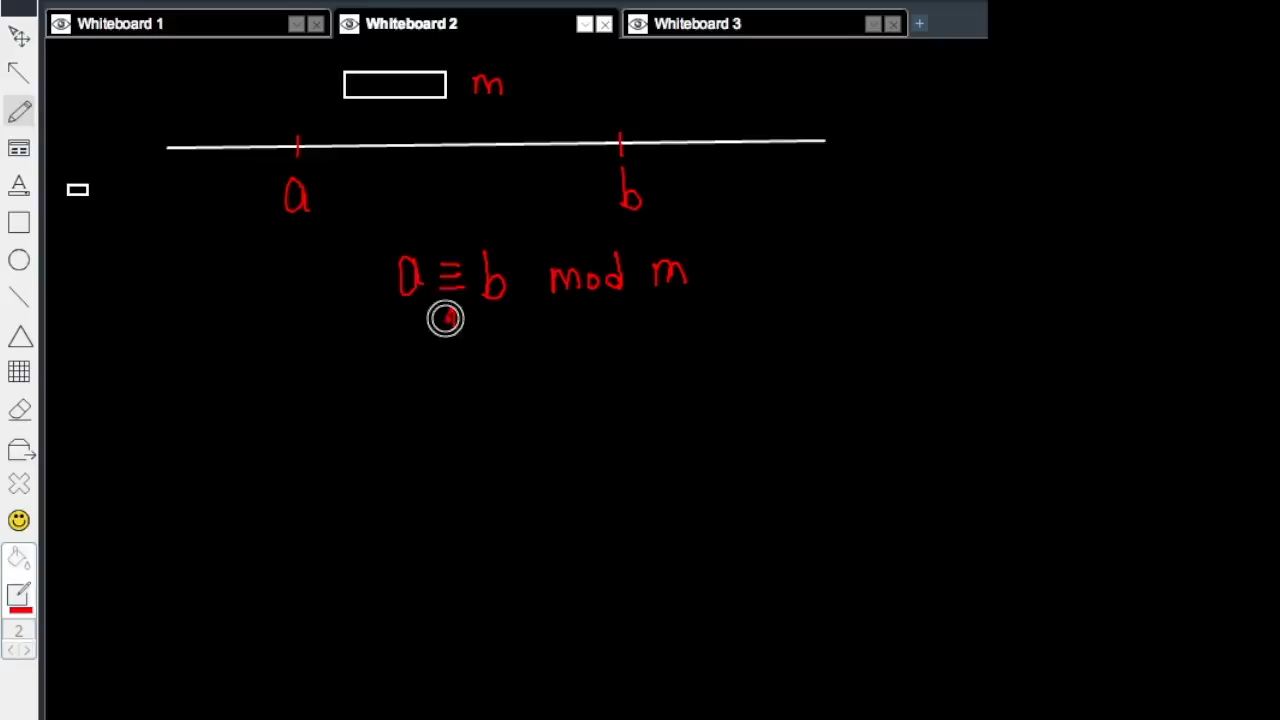 Whiteboard 1 Whiteboard 2 Whiteboard 3 +
m
a b
a ≡ b mod m
2